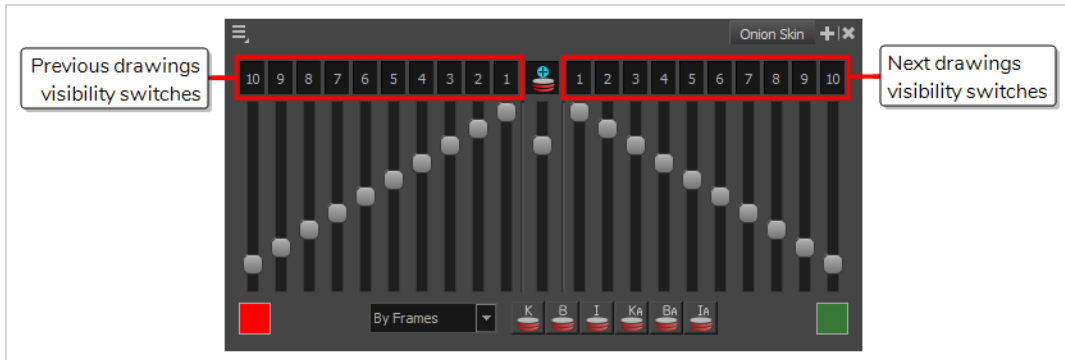 Onion Skin
Previous drawings
visibility switches
10 9 8 7 6 5 4 3 2 1
1 2 3 4 5 6 7 8 9 10
Next drawings
visibility switches
By Frames
K B I KA BA IA